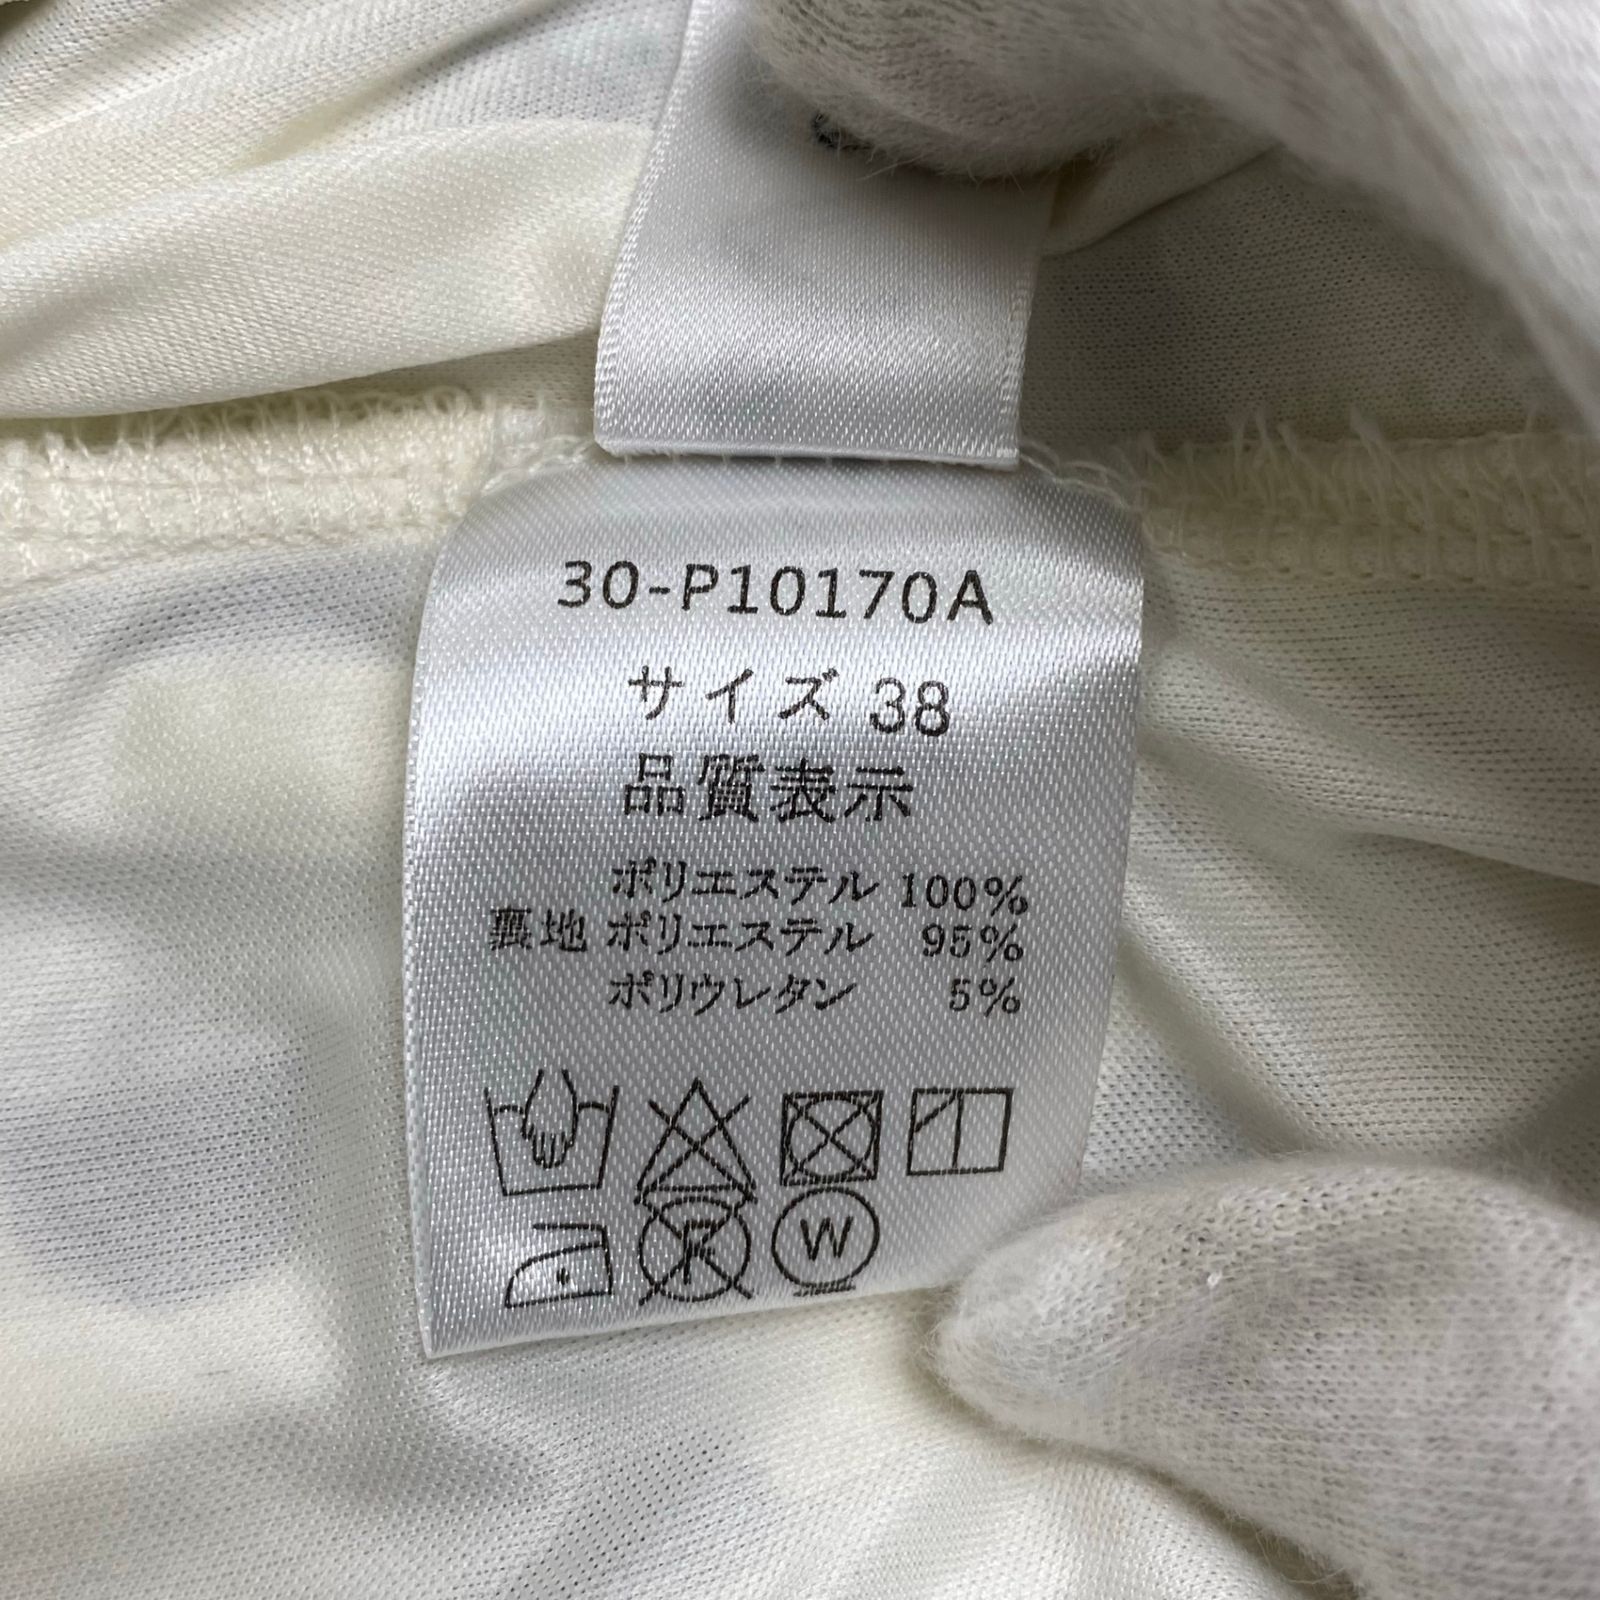 30-P10170A
サイズ 38
品質表示
ポリエステル 100%
裏地 ポリエステル 95%
ポリウレタン 5%
P W